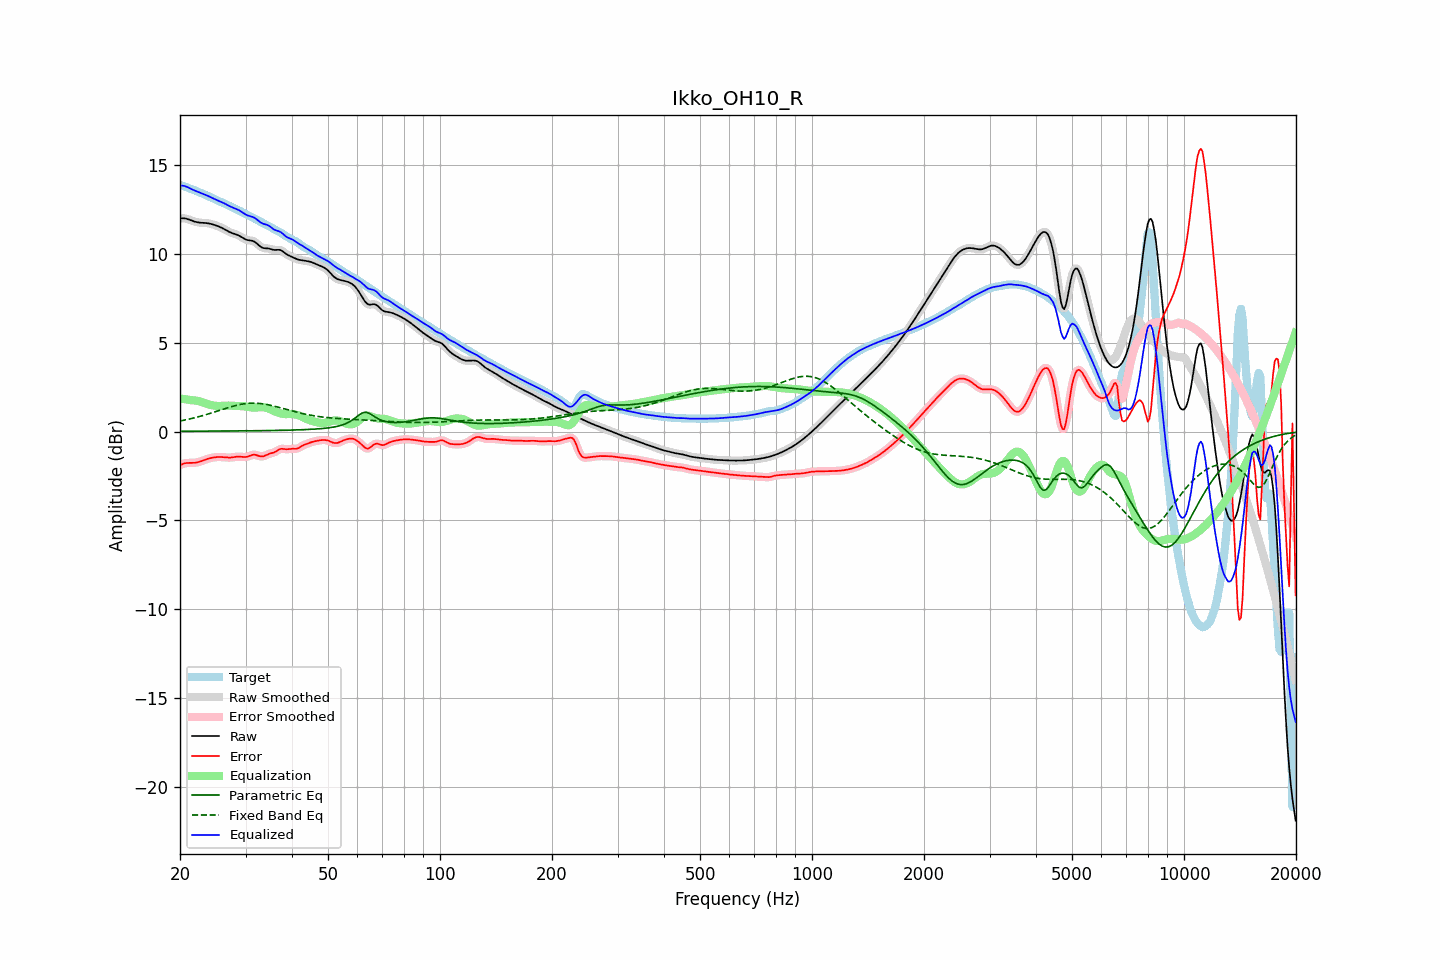 Ikko_OH10_R
Amplitude (dBr)
15
10
5
0
−5
−10
−15
−20
Target
Raw Smoothed
Error Smoothed
Raw
Error
Equalization
Parametric Eq
Fixed Band Eq
Equalized
20
50
100
200
500
1000
2000
5000
10000
20000
Frequency (Hz)